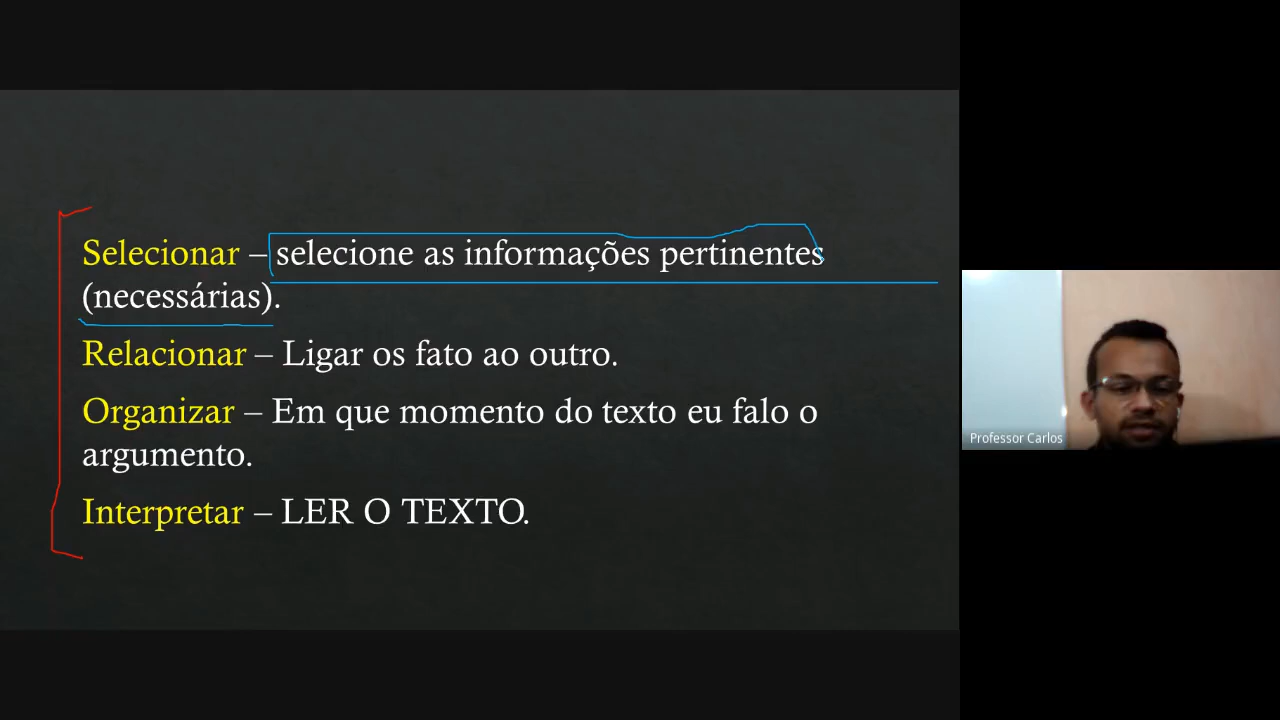 Selecionar – selecione as informações pertinentes
(necessárias).
Relacionar – Ligar os fato ao outro.
Organizar – Em que momento do texto eu falo o
argumento.
Interpretar – LER O TEXTO.
Professor Carlos